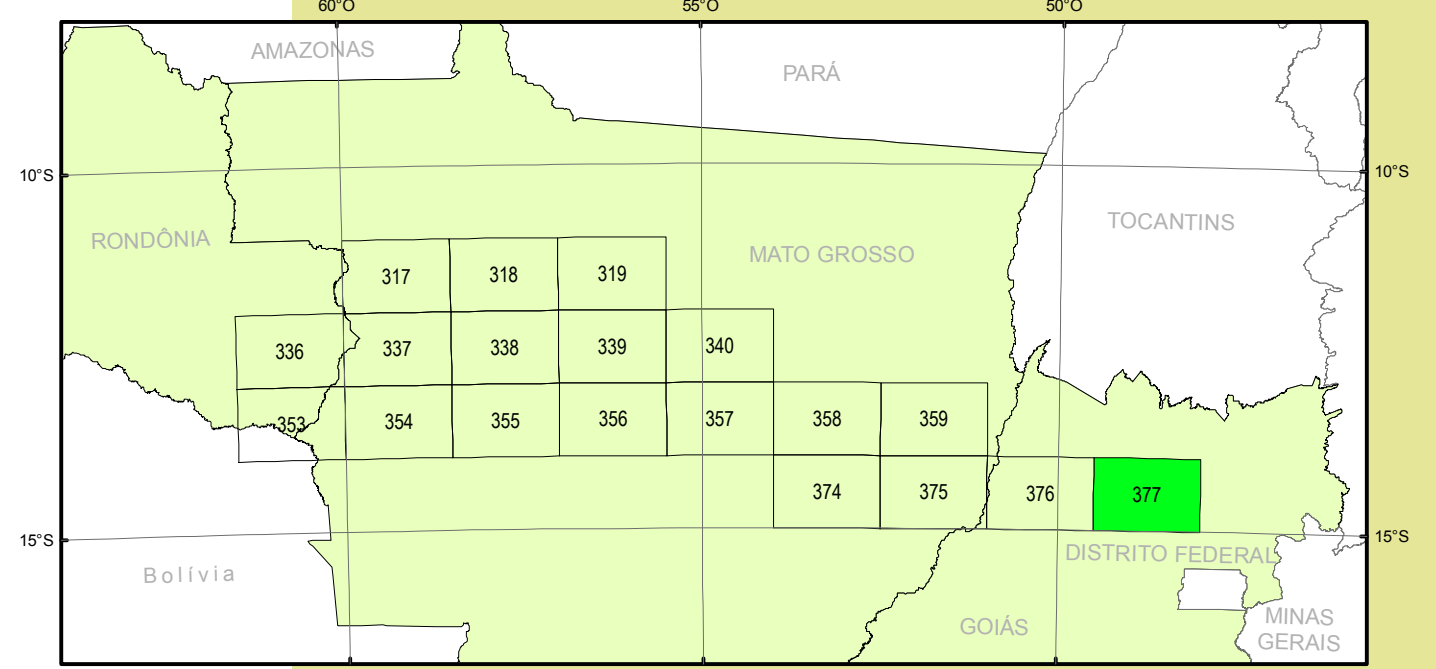 60°O 55°O 50°O
AMAZONAS
PARÁ
10°S 10°S
TOCANTINS
RONDÔNIA
MATO GROSSO
317 318 319
336 337 338 339 340
353 354 355 356 357 358 359
374 375 376 377
15°S 15°S
DISTRITO FEDERAL
Bolívia
GOIÁS
MINAS
GERAIS